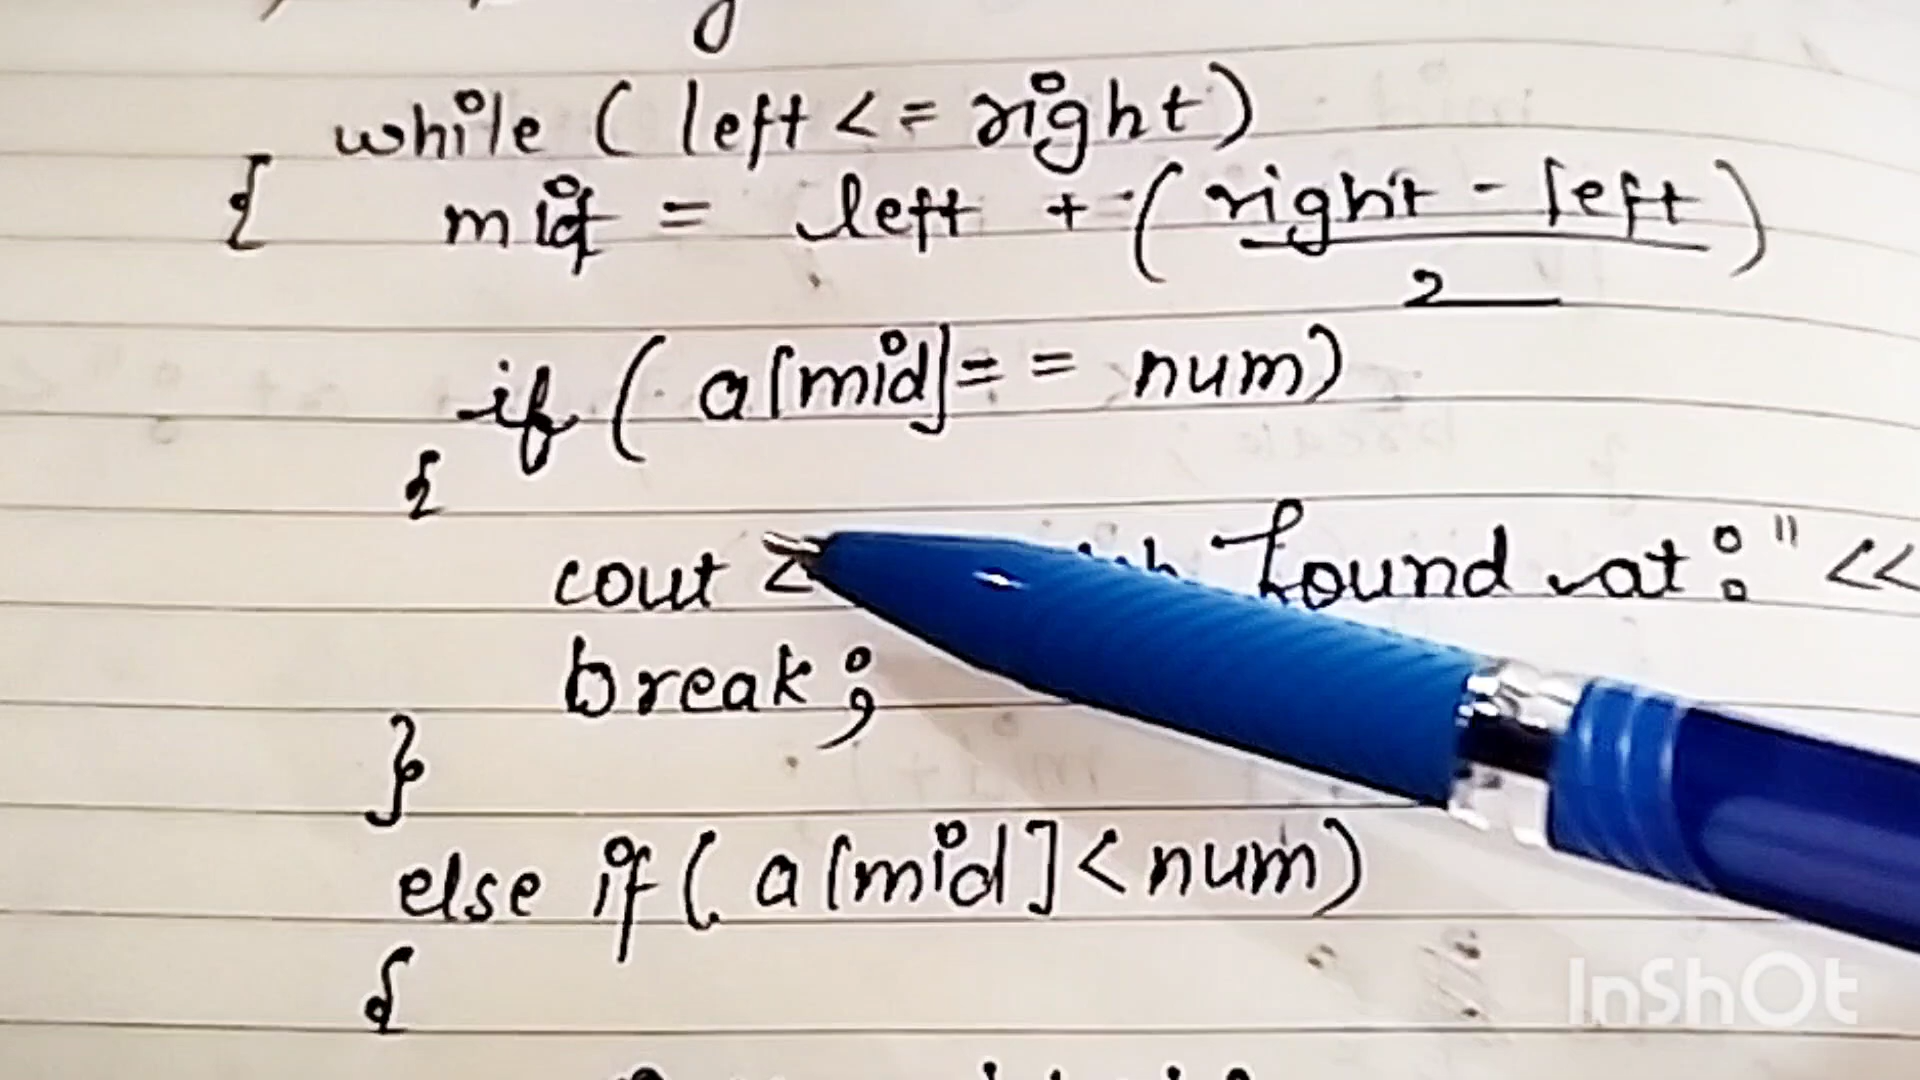 while ( left <= right)
{ mid = left + ( right - left )
2
if ( a[mid] == num)
{
cout < found at : " <<
break ;
}
else if ( a[mid] < num)
{
InShOt